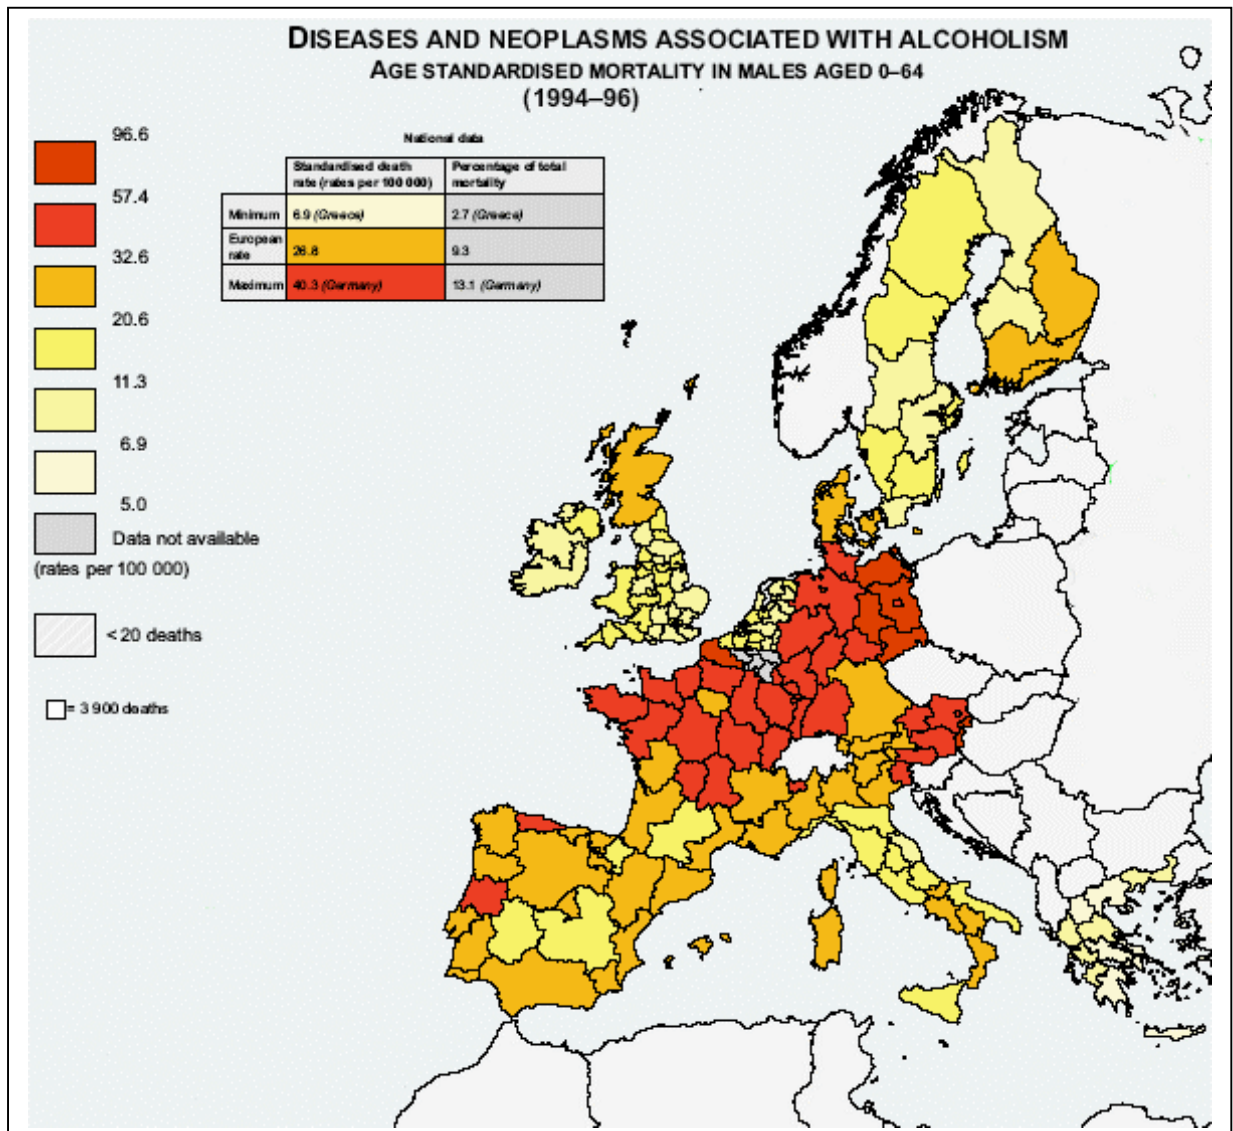 DISEASES AND NEOPLASMS ASSOCIATED WITH ALCOHOLISM
AGE STANDARDISED MORTALITY IN MALES AGED 0–64
(1994–96)
National data
Standardised death rate (rates per 100 000)
Percentage of total mortality
Minimum 6.9 (Greece) 2.7 (Greece)
European rate 26.8 9.3
Maximum 40.3 (Germany) 13.1 (Germany)
96.6
57.4
32.6
20.6
11.3
6.9
5.0
Data not available
(rates per 100 000)
< 20 deaths
= 3 900 deaths